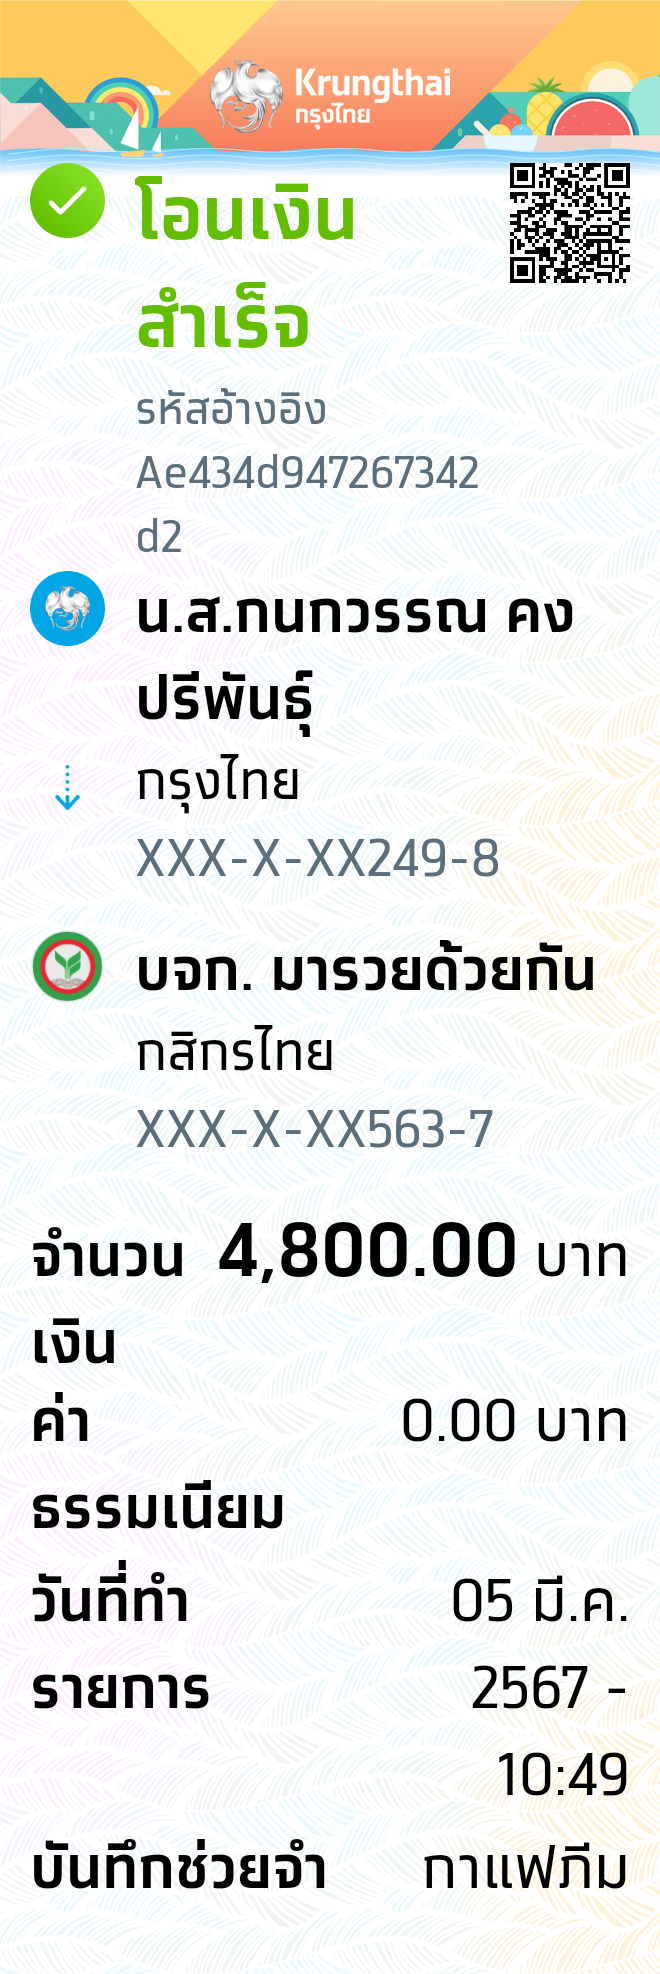 Krungthai
กรุงไทย
โอนเงิน
สำเร็จ
รหัสอ้างอิง
Ae434d947267342
d2
น.ส.กนกวรรณ คง
ปรีพันธุ์
กรุงไทย
XXX-X-XX249-8
บจก. มารวยด้วยกัน
กสิกรไทย
XXX-X-XX563-7
จำนวน 4,800.00 บาท
เงิน
ค่า 0.00 บาท
ธรรมเนียม
วันที่ทำ 05 มี.ค.
รายการ 2567 -
10:49
บันทึกช่วยจำ กาแฟภีม